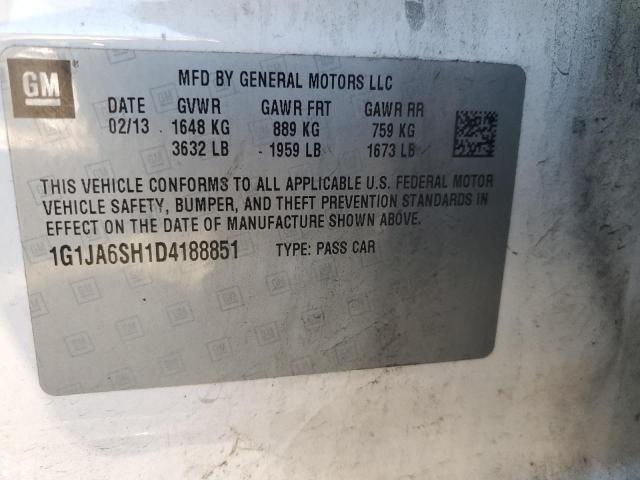 GM
MFD BY GENERAL MOTORS LLC
DATE GVWR GAWR FRT GAWR RR
02/13 1648 KG 889 KG 759 KG
3632 LB 1959 LB 1673 LB
THIS VEHICLE CONFORMS TO ALL APPLICABLE U.S. FEDERAL MOTOR
VEHICLE SAFETY, BUMPER, AND THEFT PREVENTION STANDARDS IN
EFFECT ON THE DATE OF MANUFACTURE SHOWN ABOVE.
1G1JA6SH1D4188851 TYPE: PASS CAR